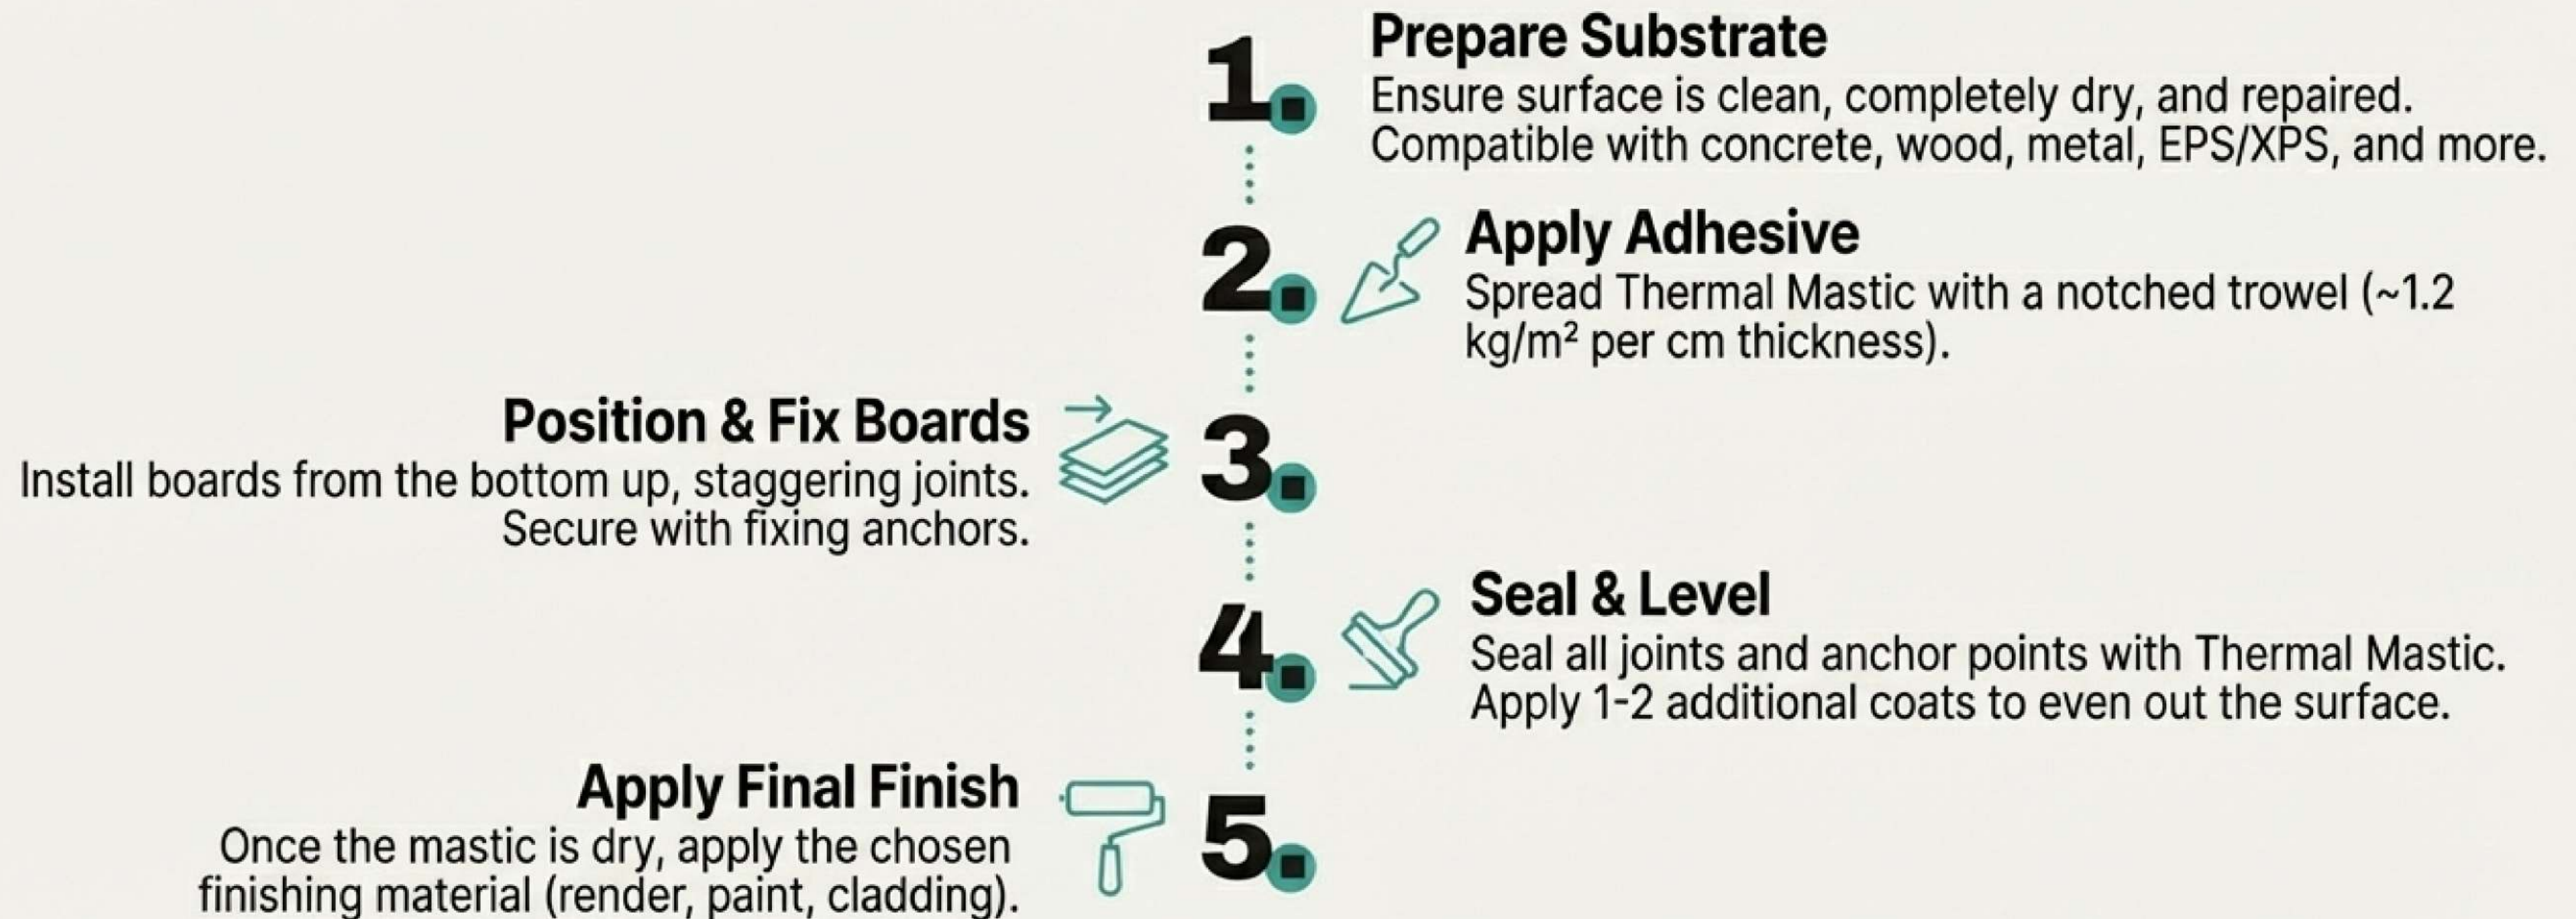 1.
Prepare Substrate
Ensure surface is clean, completely dry, and repaired.
Compatible with concrete, wood, metal, EPS/XPS, and more.
2.
Apply Adhesive
Spread Thermal Mastic with a notched trowel (~1.2
kg/m² per cm thickness).
3.
Position & Fix Boards
Install boards from the bottom up, staggering joints.
Secure with fixing anchors.
4.
Seal & Level
Seal all joints and anchor points with Thermal Mastic.
Apply 1-2 additional coats to even out the surface.
5.
Apply Final Finish
Once the mastic is dry, apply the chosen
finishing material (render, paint, cladding).